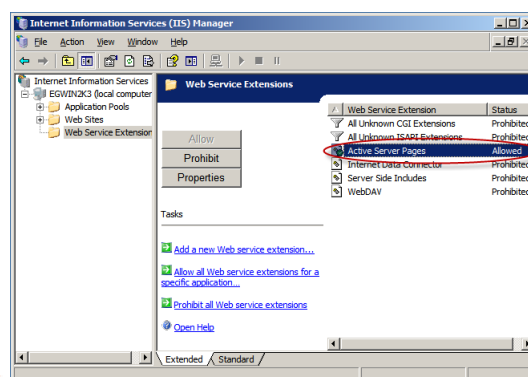 Internet Information Services (IIS) Manager
File Action View Window Help
Internet Information Services
EGWIN2K3 (local computer
Application Pools
Web Sites
Web Service Extension
Web Service Extensions
Allow
Prohibit
Properties
Tasks
Add a new Web service extension...
Allow all Web service extensions for a
specific application...
Prohibit all Web service extensions
Open Help
Web Service Extension Status
All Unknown CGI Extensions Prohibited
All Unknown ISAPI Extensions Prohibited
Active Server Pages Allowed
Internet Data Connector Prohibited
Server Side Includes Prohibited
WebDAV Prohibited
Extended Standard